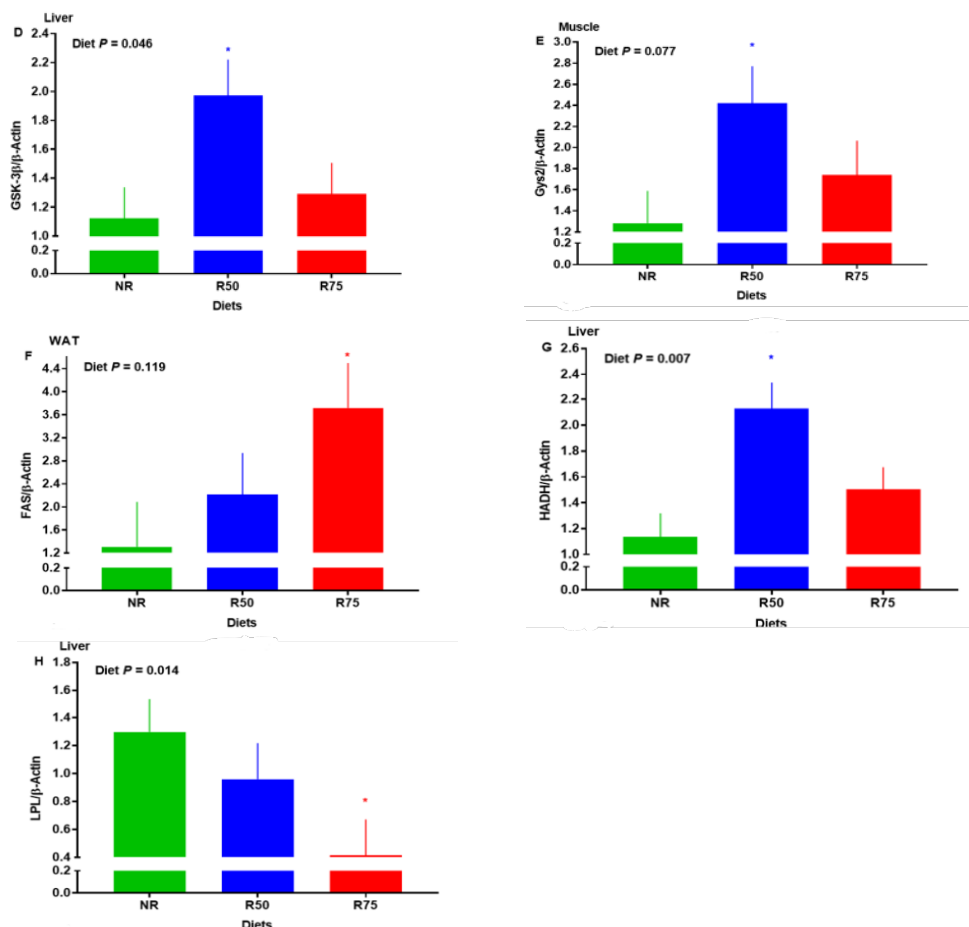 Liver
D
Diet P = 0.046
*
GSK-3β/β-Actin
2.4
2.2
2.0
1.8
1.6
1.4
1.2
1.0
0.2
0.0
NR R50 R75
Diets
Muscle
E
Diet P = 0.077
*
Gys2/β-Actin
3.0
2.8
2.6
2.4
2.2
2.0
1.8
1.6
1.4
1.2
0.2
0.0
NR R50 R75
Diets
WAT
F
Diet P = 0.119
*
FAS/β-Actin
4.4
4.0
3.6
3.2
2.8
2.4
2.0
1.6
1.2
0.2
0.0
NR R50 R75
Diets
Liver
G
Diet P = 0.007
*
HADH/β-Actin
2.6
2.4
2.2
2.0
1.8
1.6
1.4
1.2
1.0
0.2
0.0
NR R50 R75
Diets
Liver
H
Diet P = 0.014
*
LPL/β-Actin
1.8
1.6
1.4
1.2
1.0
0.8
0.6
0.4
0.2
0.0
NR R50 R75
Diets